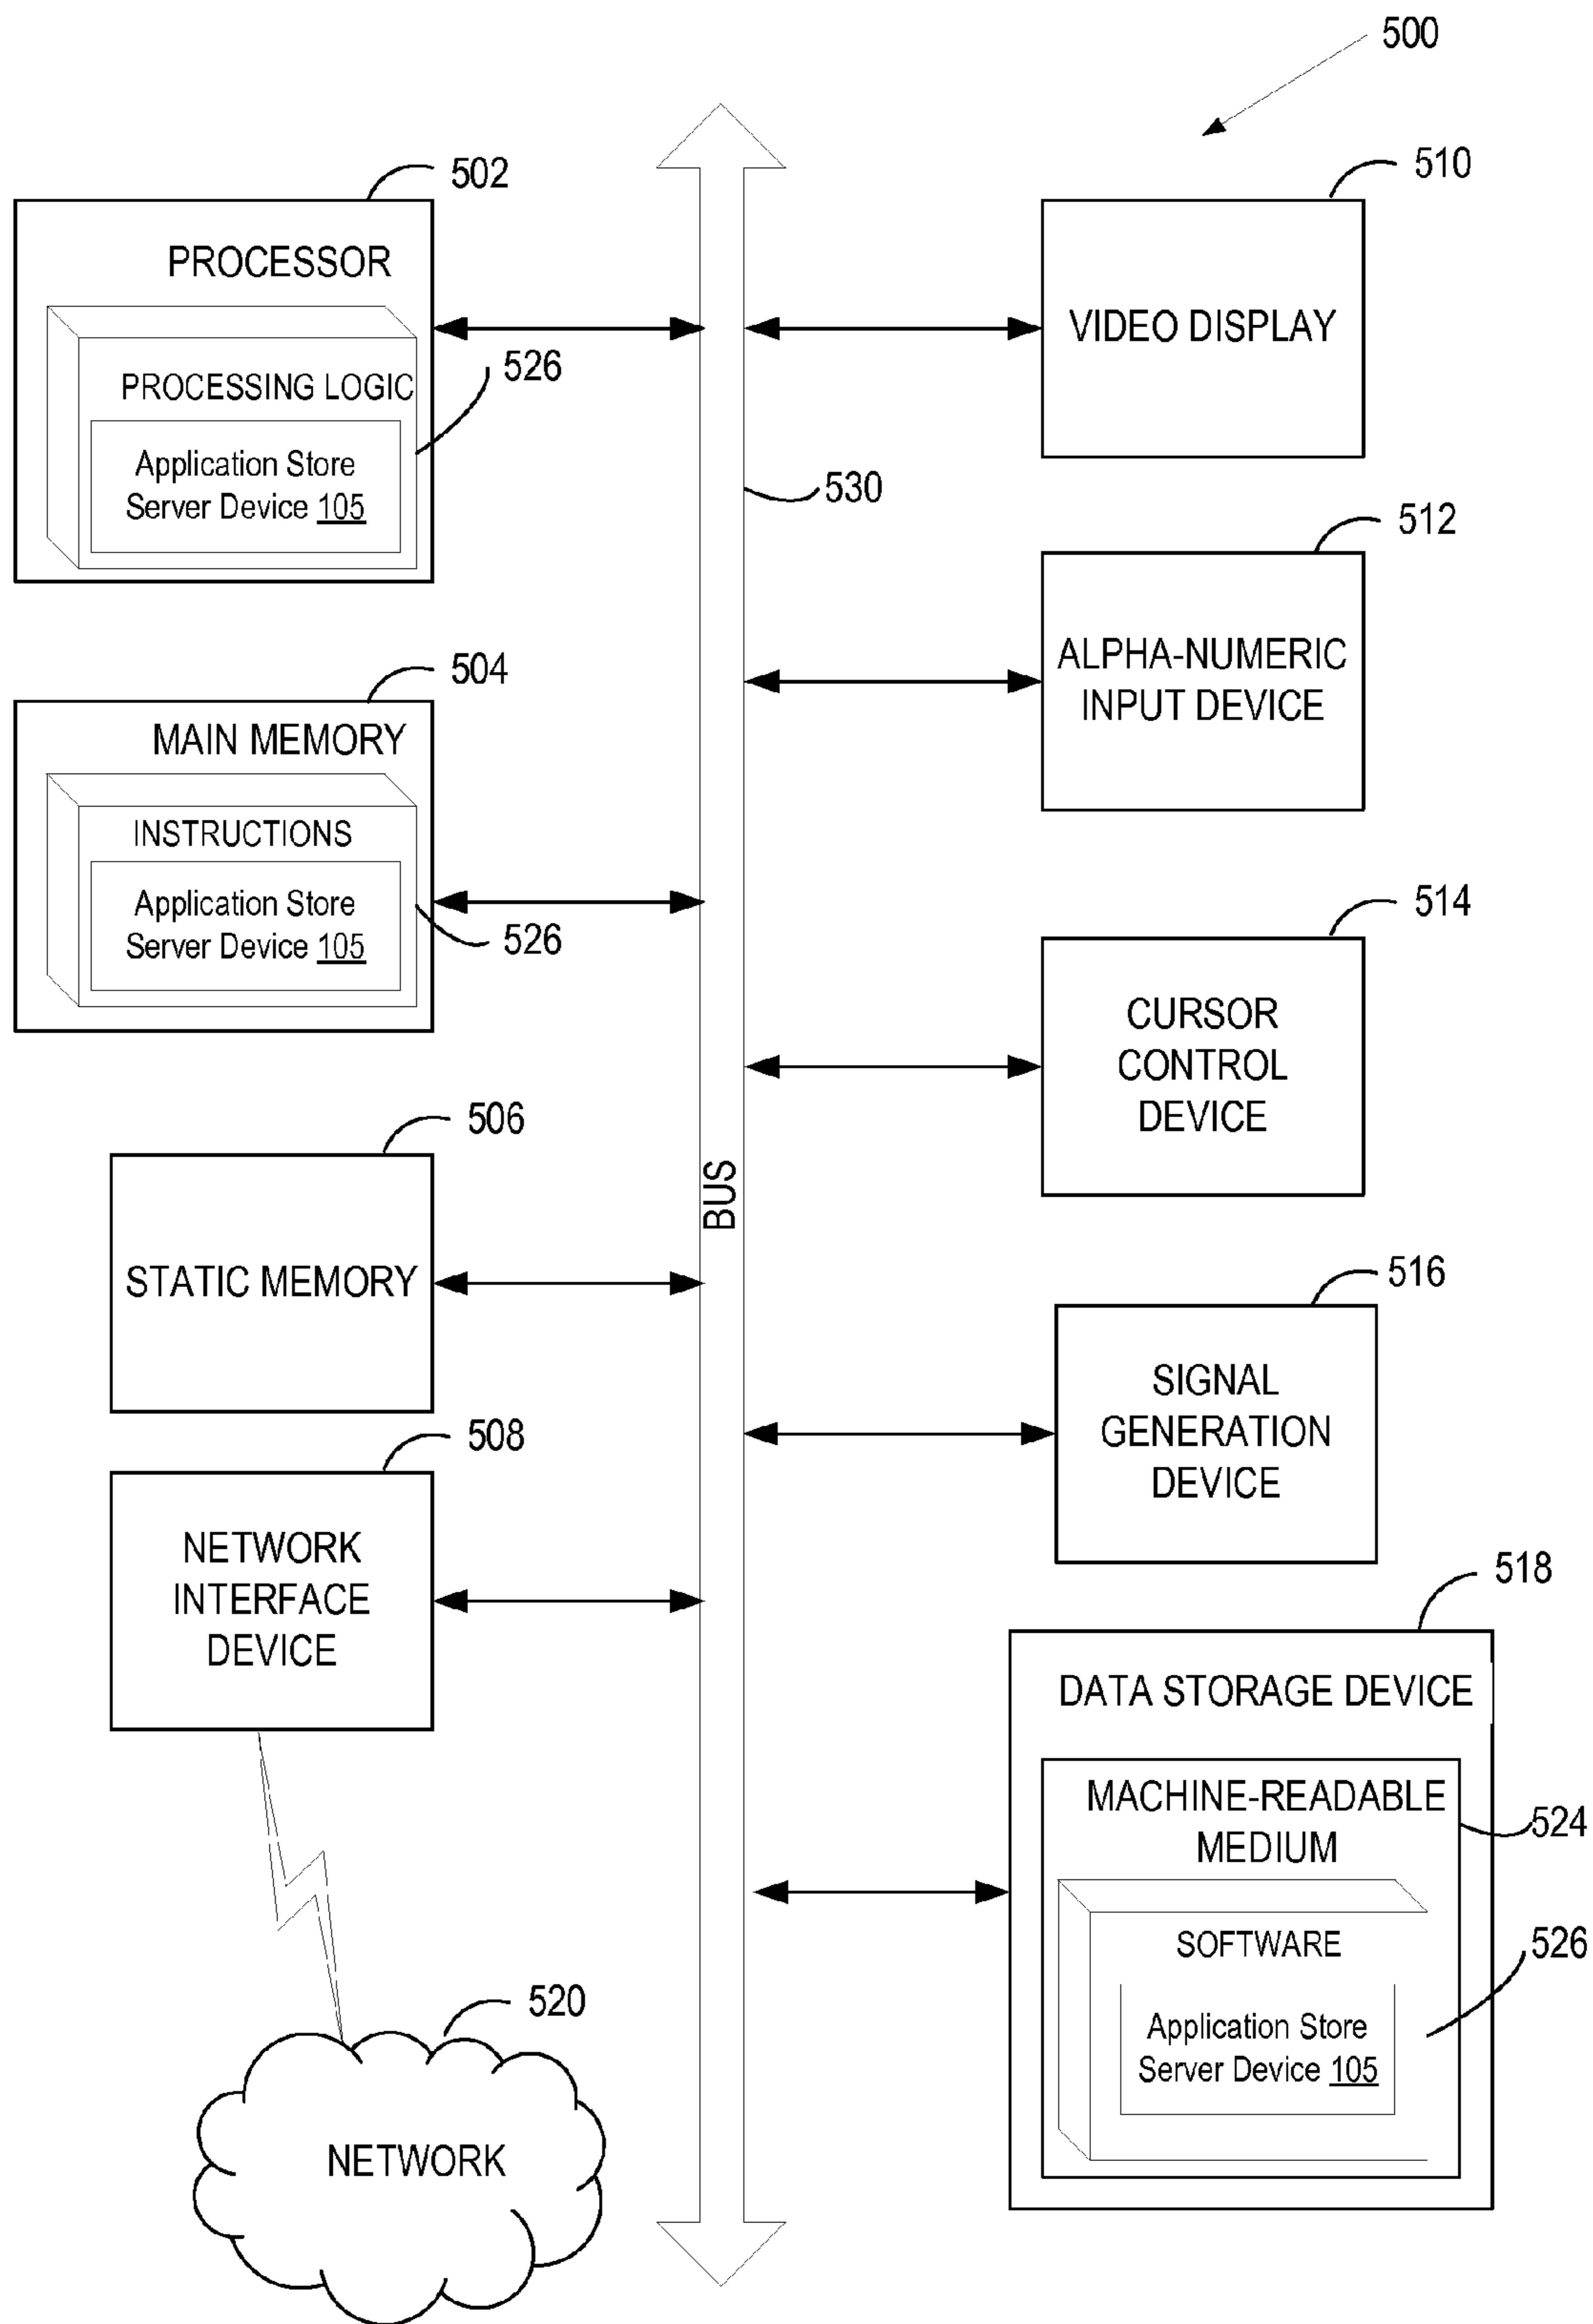 500
502
PROCESSOR
PROCESSING LOGIC
Application Store
Server Device 105
526
510
VIDEO DISPLAY
530
512
ALPHA-NUMERIC
INPUT DEVICE
504
MAIN MEMORY
INSTRUCTIONS
Application Store
Server Device 105
526
514
CURSOR
CONTROL
DEVICE
506
STATIC MEMORY
BUS
516
SIGNAL
GENERATION
DEVICE
508
NETWORK
INTERFACE
DEVICE
518
DATA STORAGE DEVICE
MACHINE-READABLE
MEDIUM
524
SOFTWARE
526
Application Store
Server Device 105
520
NETWORK